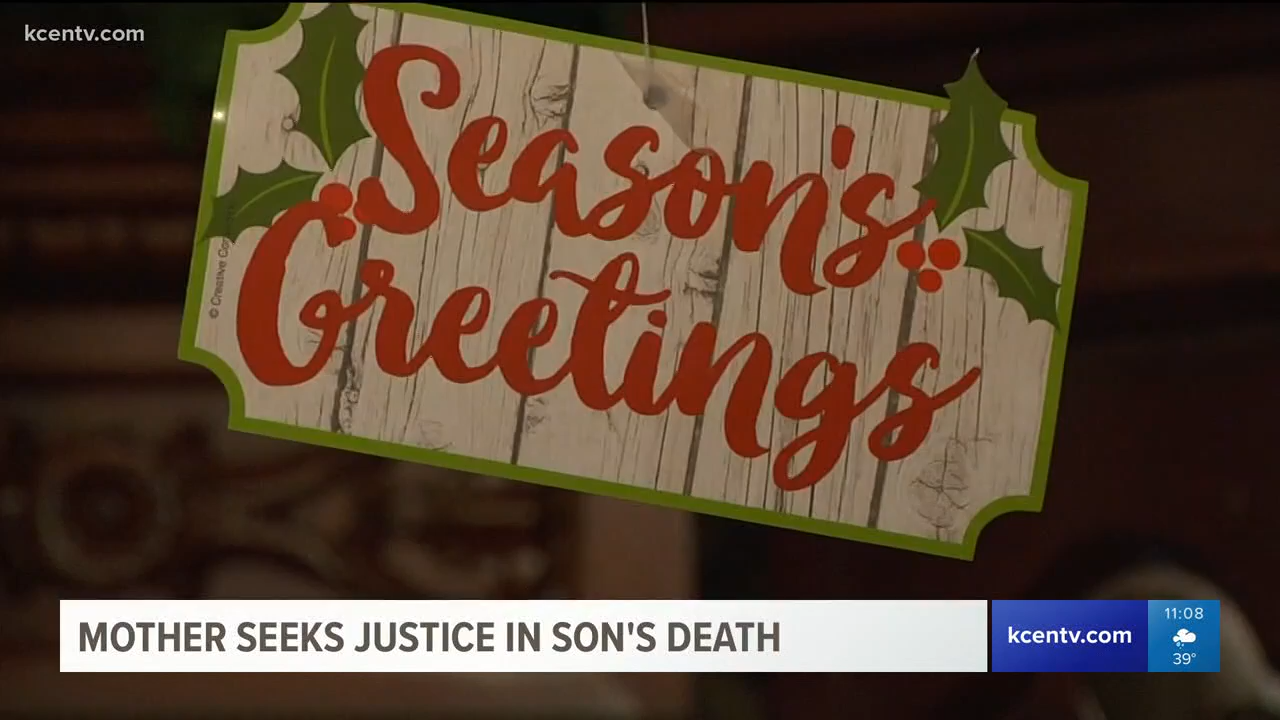 kcentv.com
Season's
Greetings
© Creative
MOTHER SEEKS JUSTICE IN SON'S DEATH
kcentv.com
11:08
39°